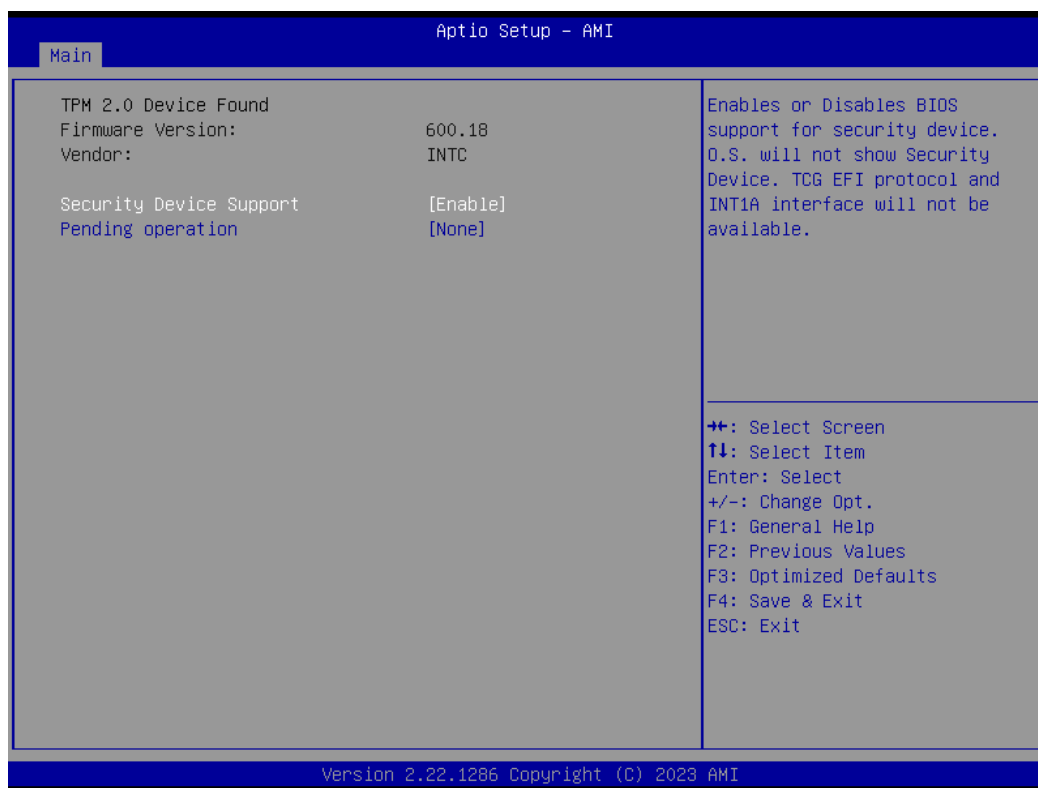 Aptio Setup – AMI
Main
TPM 2.0 Device Found
Firmware Version: 600.18
Vendor: INTC
Security Device Support [Enable]
Pending operation [None]
Enables or Disables BIOS
support for security device.
O.S. will not show Security
Device. TCG EFI protocol and
INT1A interface will not be
available.
→←: Select Screen
↑↓: Select Item
Enter: Select
+/-: Change Opt.
F1: General Help
F2: Previous Values
F3: Optimized Defaults
F4: Save & Exit
ESC: Exit
Version 2.22.1286 Copyright (C) 2023 AMI